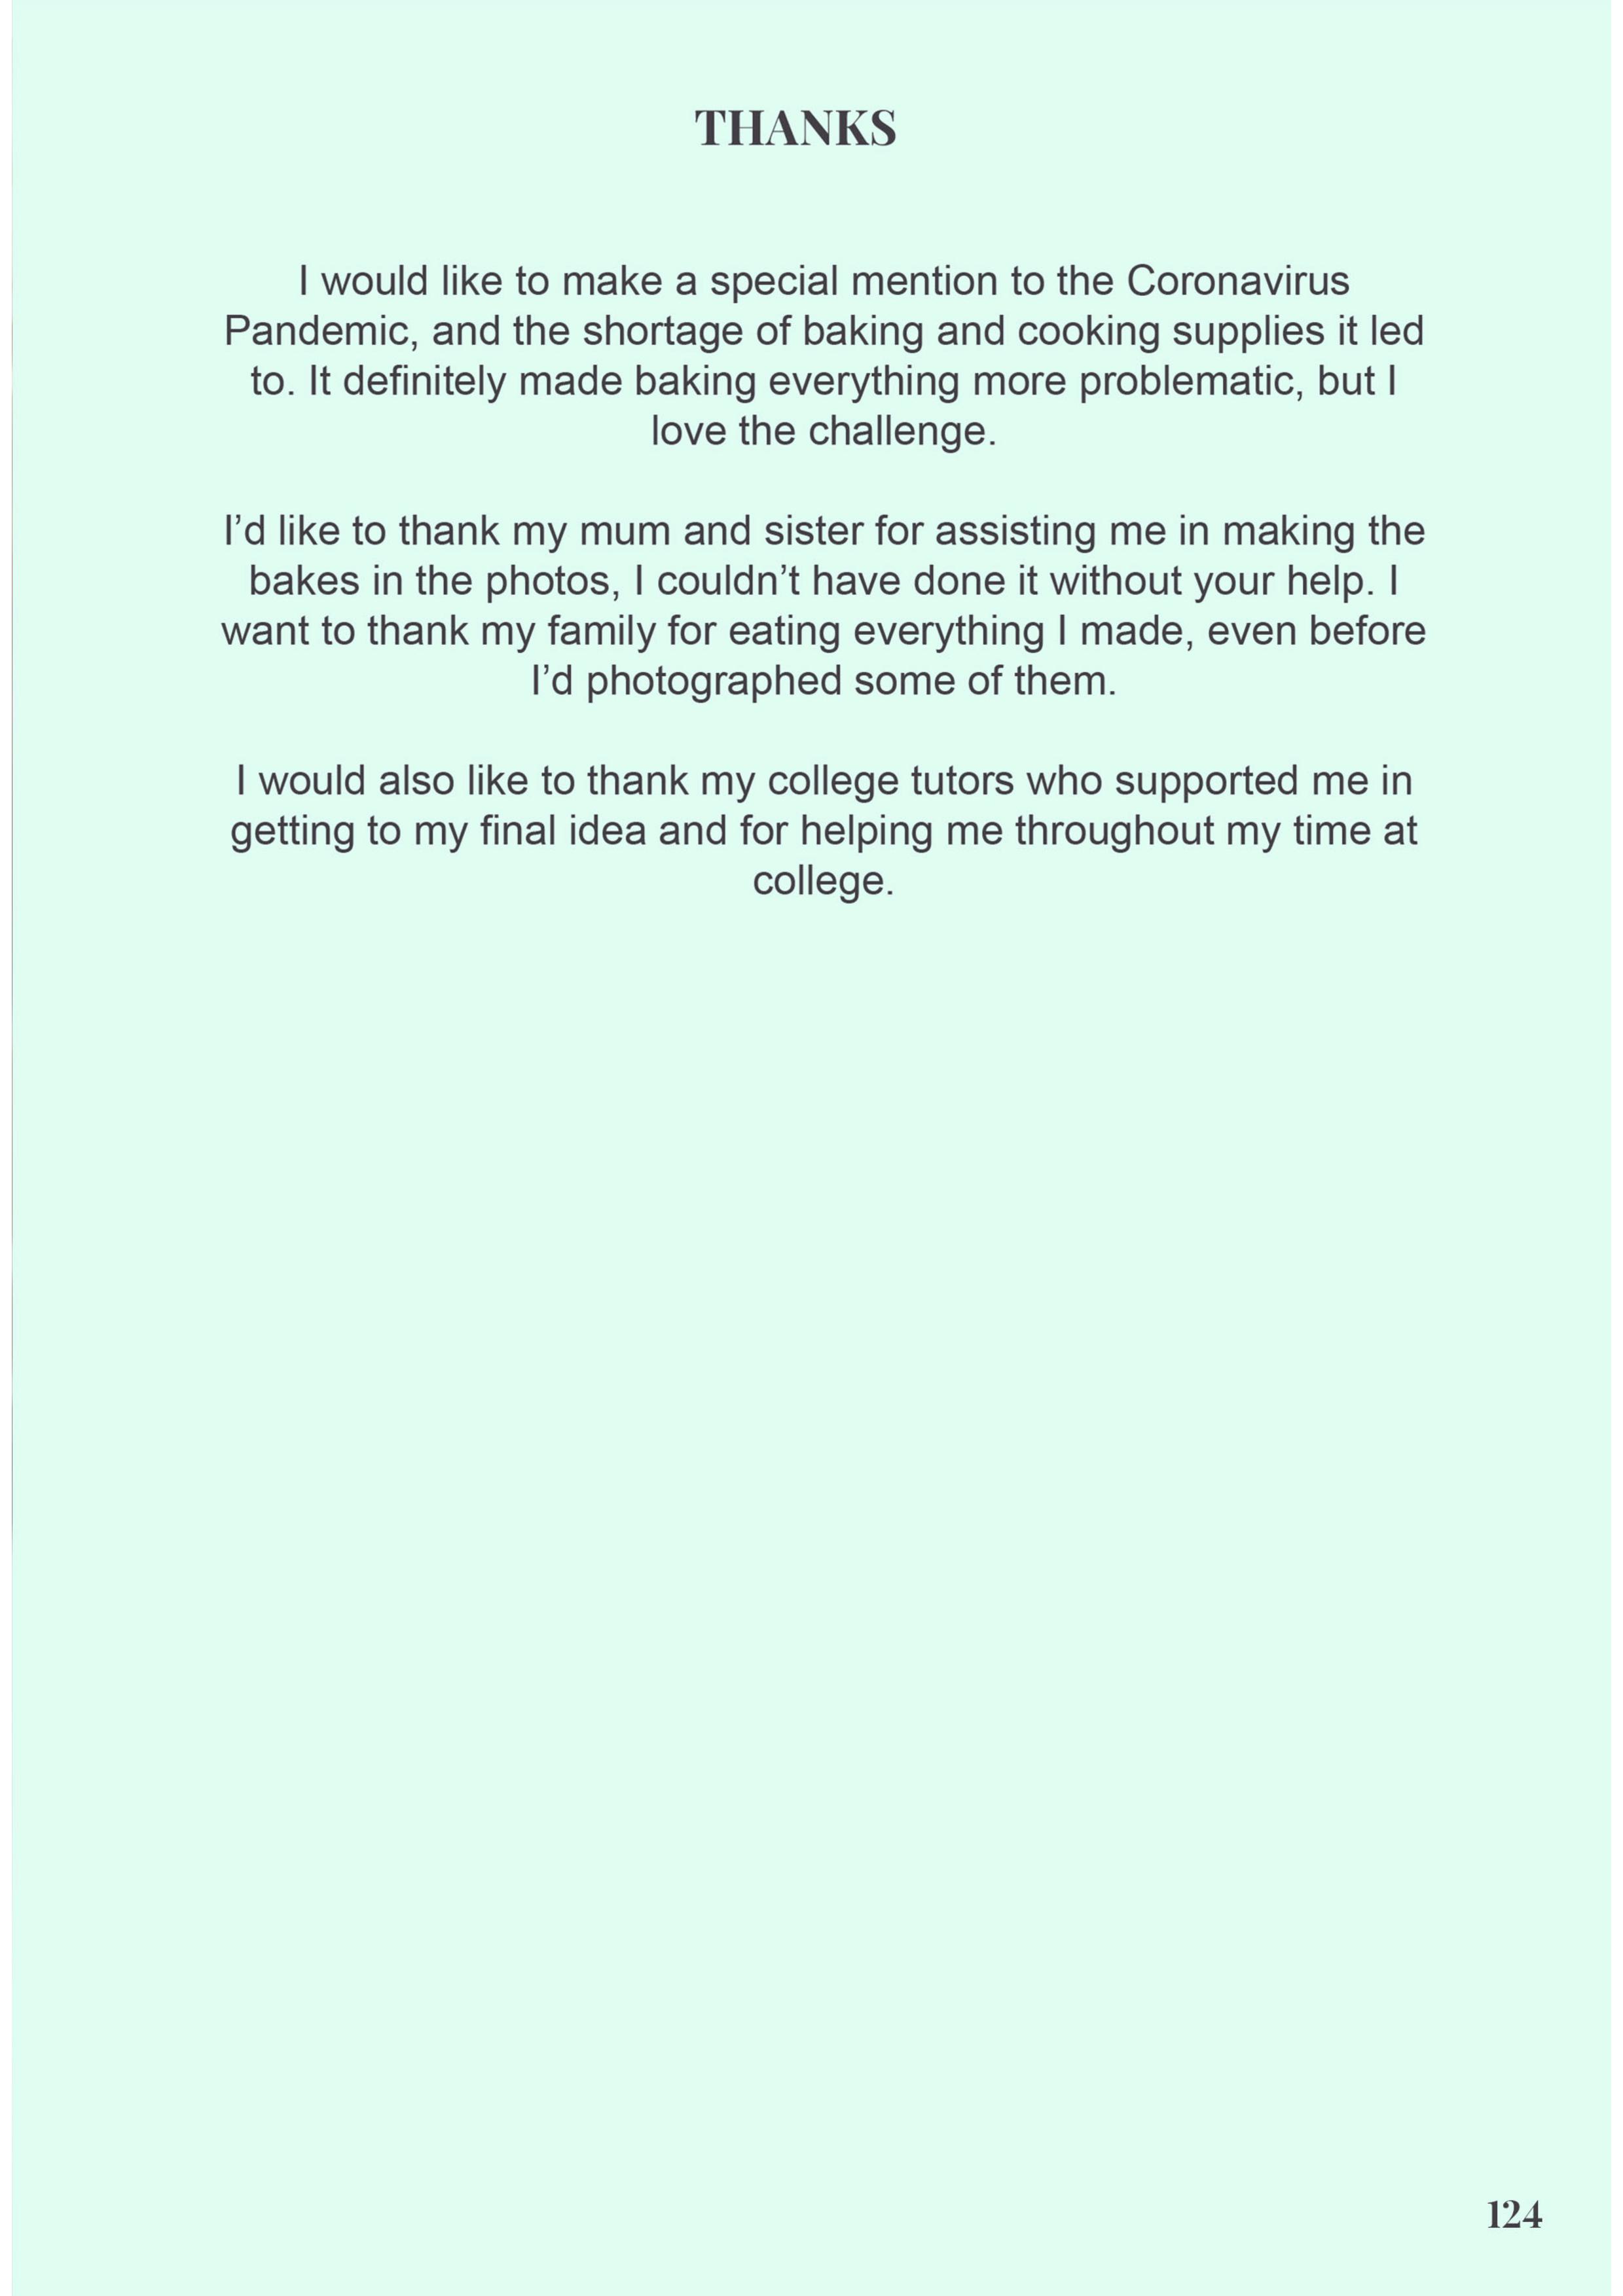 THANKS
I would like to make a special mention to the Coronavirus
Pandemic, and the shortage of baking and cooking supplies it led
to. It definitely made baking everything more problematic, but I
love the challenge.
I’d like to thank my mum and sister for assisting me in making the
bakes in the photos, I couldn’t have done it without your help. I
want to thank my family for eating everything I made, even before
I’d photographed some of them.
I would also like to thank my college tutors who supported me in
getting to my final idea and for helping me throughout my time at
college.
124